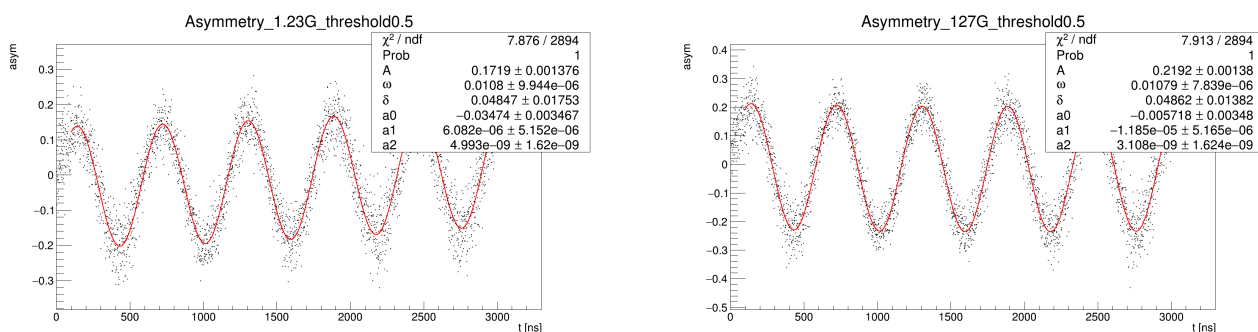 Asymmetry_1.23G_threshold0.5
χ² / ndf 7.876 / 2894
Prob 1
A 0.1719 ± 0.001376
ω 0.0108 ± 9.944e−06
δ 0.04847 ± 0.01753
a0 −0.03474 ± 0.003467
a1 6.082e−06 ± 5.152e−06
a2 4.993e−09 ± 1.62e−09
asym
0.3
0.2
0.1
0
−0.1
−0.2
−0.3
0 500 1000 1500 2000 2500 3000
t [ns]
Asymmetry_127G_threshold0.5
χ² / ndf 7.913 / 2894
Prob 1
A 0.2192 ± 0.00138
ω 0.01079 ± 7.839e−06
δ 0.04862 ± 0.01382
a0 −0.005718 ± 0.00348
a1 −1.185e−05 ± 5.165e−06
a2 3.108e−09 ± 1.624e−09
asym
0.4
0.3
0.2
0.1
0
−0.1
−0.2
−0.3
−0.4
−0.5
0 500 1000 1500 2000 2500 3000
t [ns]